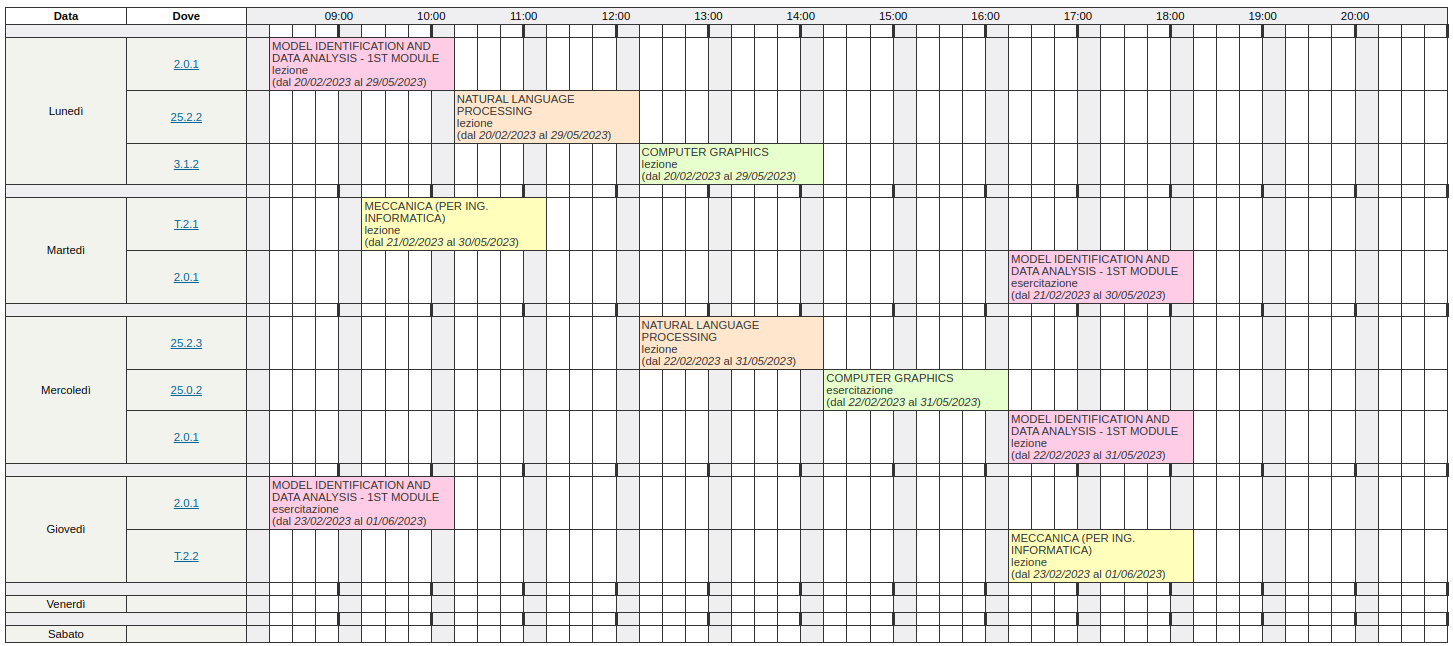 Data Dove 09:00 10:00 11:00 12:00 13:00 14:00 15:00 16:00 17:00 18:00 19:00 20:00
Lunedì
2.0.1
MODEL IDENTIFICATION AND
DATA ANALYSIS - 1ST MODULE
lezione
(dal 20/02/2023 al 29/05/2023)
25.2.2
NATURAL LANGUAGE
PROCESSING
lezione
(dal 20/02/2023 al 29/05/2023)
3.1.2
COMPUTER GRAPHICS
lezione
(dal 20/02/2023 al 29/05/2023)
Martedì
T.2.1
MECCANICA (PER ING.
INFORMATICA)
lezione
(dal 21/02/2023 al 30/05/2023)
2.0.1
MODEL IDENTIFICATION AND
DATA ANALYSIS - 1ST MODULE
esercitazione
(dal 21/02/2023 al 30/05/2023)
Mercoledì
25.2.3
NATURAL LANGUAGE
PROCESSING
lezione
(dal 22/02/2023 al 31/05/2023)
25.0.2
COMPUTER GRAPHICS
esercitazione
(dal 22/02/2023 al 31/05/2023)
2.0.1
MODEL IDENTIFICATION AND
DATA ANALYSIS - 1ST MODULE
lezione
(dal 22/02/2023 al 31/05/2023)
Giovedì
2.0.1
MODEL IDENTIFICATION AND
DATA ANALYSIS - 1ST MODULE
esercitazione
(dal 23/02/2023 al 01/06/2023)
T.2.2
MECCANICA (PER ING.
INFORMATICA)
lezione
(dal 23/02/2023 al 01/06/2023)
Venerdì
Sabato